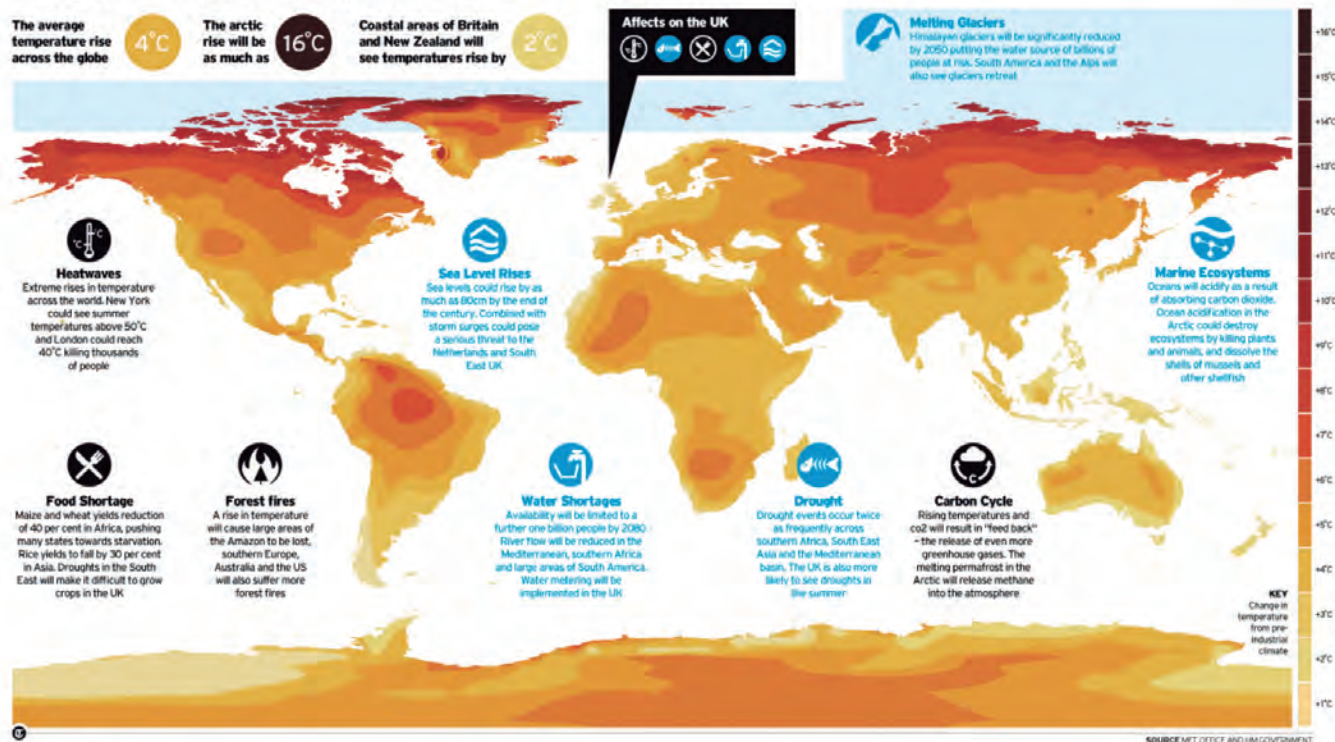 The average
temperature rise
across the globe
4°C
The arctic
rise will be
as much as
16°C
Coastal areas of Britain
and New Zealand will
see temperatures rise by
2°C
Affects on the UK
Melting Glaciers
Himalayan glaciers will be significantly reduced
by 2050 putting the water source of billions of
people at risk. South America and the Alps will
also see glaciers retreat
°C
°C
Heatwaves
Extreme rises in temperature
across the world. New York
could see summer
temperatures above 50°C
and London could reach
40°C killing thousands
of people
Sea Level Rises
Sea levels could rise by as
much as 80cm by the end of
the century. Combined with
storm surges could pose
a serious threat to the
Netherlands and South
East UK
Marine Ecosystems
Oceans will acidify as a result
of absorbing carbon dioxide.
Ocean acidification in the
Arctic could destroy
ecosystems by killing plants
and animals, and dissolve the
shells of mussels and
other shellfish
Food Shortage
Maize and wheat yields reduction
of 40 per cent in Africa, pushing
many states towards starvation.
Rice yields to fall by 30 per cent
in Asia. Droughts in the South
East will make it difficult to grow
crops in the UK
Forest fires
A rise in temperature
will cause large areas of
the Amazon to be lost,
southern Europe,
Australia and the US
will also suffer more
forest fires
Water Shortages
Availability will be limited to a
further one billion people by 2080
River flow will be reduced in the
Mediterranean, southern Africa
and large areas of South America.
Water metering will be
implemented in the UK
Drought
Drought events occur twice
as frequently across
southern Africa, South East
Asia and the Mediterranean
basin. The UK is also more
likely to see droughts in
the summer
C
Carbon Cycle
Rising temperatures and
co2 will result in "feed back"
– the release of even more
greenhouse gases. The
melting permafrost in the
Arctic will release methane
into the atmosphere
+16°C
+15°C
+14°C
+13°C
+12°C
+11°C
+10°C
+9°C
+8°C
+7°C
+6°C
+5°C
+4°C
+3°C
+2°C
+1°C
KEY
Change in
temperature
from pre-
industrial
climate
SOURCE MET OFFICE AND HM GOVERNMENT